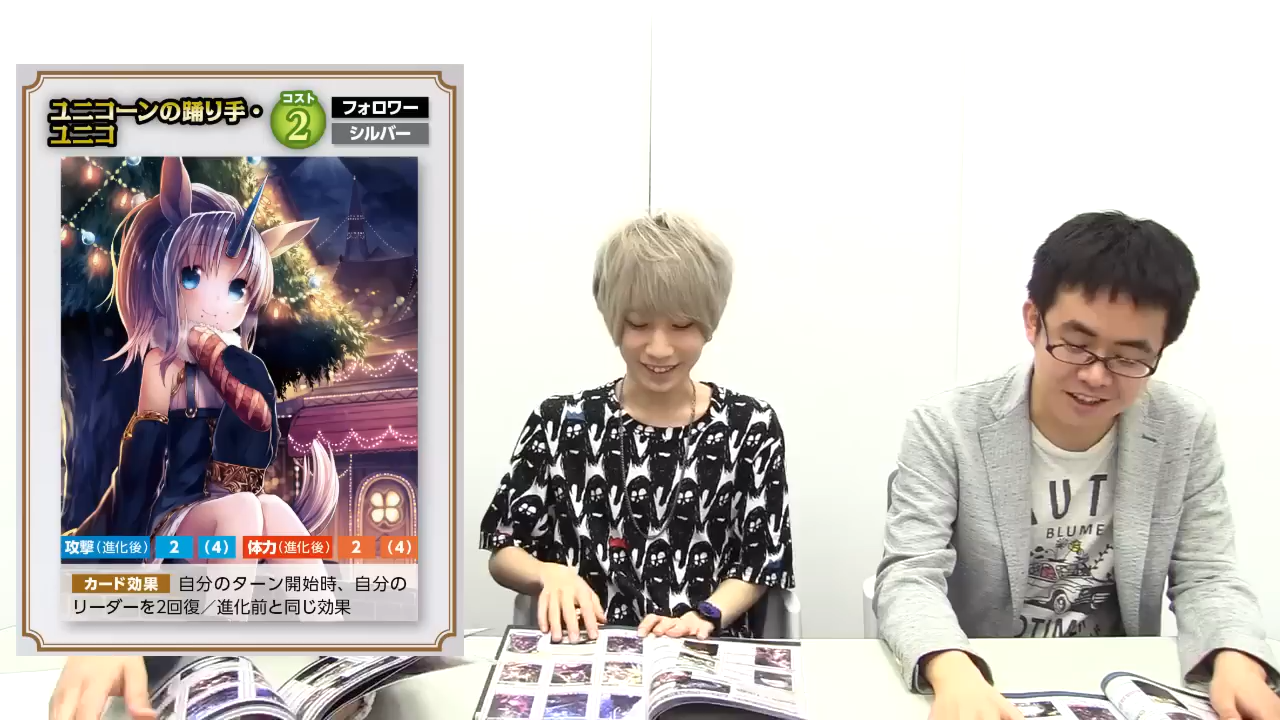 ユニコーンの踊り手・
ユニコ
コスト
2
フォロワー
シルバー
攻撃(進化後) 2 (4) 体力(進化後) 2 (4)
カード効果 自分のターン開始時、自分の
リーダーを2回復／進化前と同じ効果
AUT
BLUME